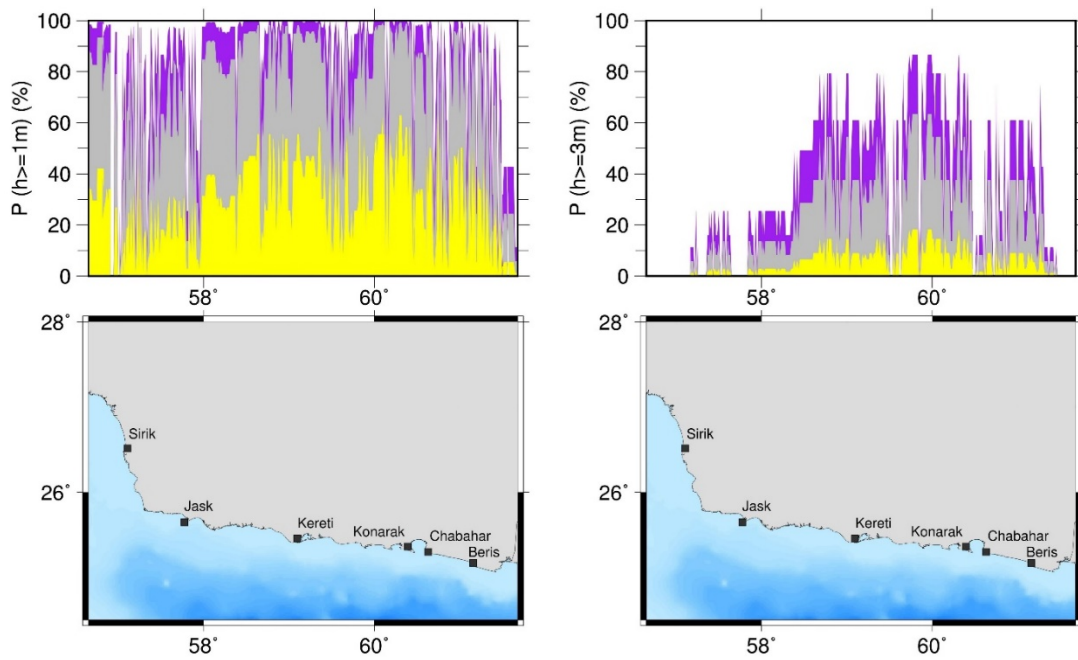 P (h>=1m) (%)
100
80
60
40
20
0
58°
60°
P (h>=3m) (%)
100
80
60
40
20
0
58°
60°
28°
26°
Sirik
Jask
Kereti
Konarak
Chabahar
Beris
58°
60°
28°
26°
Sirik
Jask
Kereti
Konarak
Chabahar
Beris
58°
60°